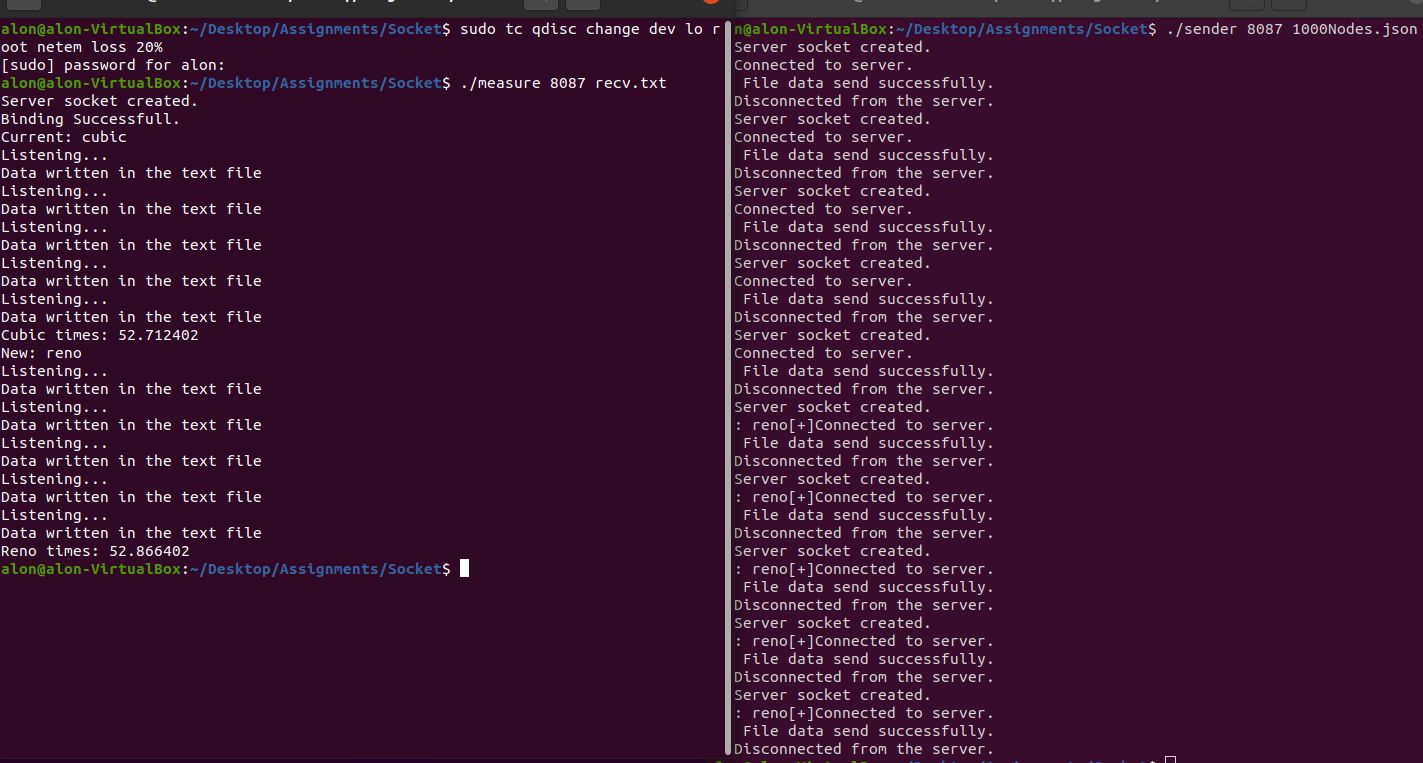 alon@alon-VirtualBox:~/Desktop/Assignments/Socket$ sudo tc qdisc change dev lo r
oot netem loss 20%
[sudo] password for alon:
alon@alon-VirtualBox:~/Desktop/Assignments/Socket$ ./measure 8087 recv.txt
Server socket created.
Binding Successfull.
Current: cubic
Listening...
Data written in the text file
Listening...
Data written in the text file
Listening...
Data written in the text file
Listening...
Data written in the text file
Listening...
Data written in the text file
Cubic times: 52.712402
New: reno
Listening...
Data written in the text file
Listening...
Data written in the text file
Listening...
Data written in the text file
Listening...
Data written in the text file
Listening...
Data written in the text file
Reno times: 52.866402
alon@alon-VirtualBox:~/Desktop/Assignments/Socket$
n@alon-VirtualBox:~/Desktop/Assignments/Socket$ ./sender 8087 1000Nodes.json
Server socket created.
Connected to server.
File data send successfully.
Disconnected from the server.
Server socket created.
Connected to server.
File data send successfully.
Disconnected from the server.
Server socket created.
Connected to server.
File data send successfully.
Disconnected from the server.
Server socket created.
Connected to server.
File data send successfully.
Disconnected from the server.
Server socket created.
Connected to server.
File data send successfully.
Disconnected from the server.
Server socket created.
: reno[+]Connected to server.
File data send successfully.
Disconnected from the server.
Server socket created.
: reno[+]Connected to server.
File data send successfully.
Disconnected from the server.
Server socket created.
: reno[+]Connected to server.
File data send successfully.
Disconnected from the server.
Server socket created.
: reno[+]Connected to server.
File data send successfully.
Disconnected from the server.
Server socket created.
: reno[+]Connected to server.
File data send successfully.
Disconnected from the server.